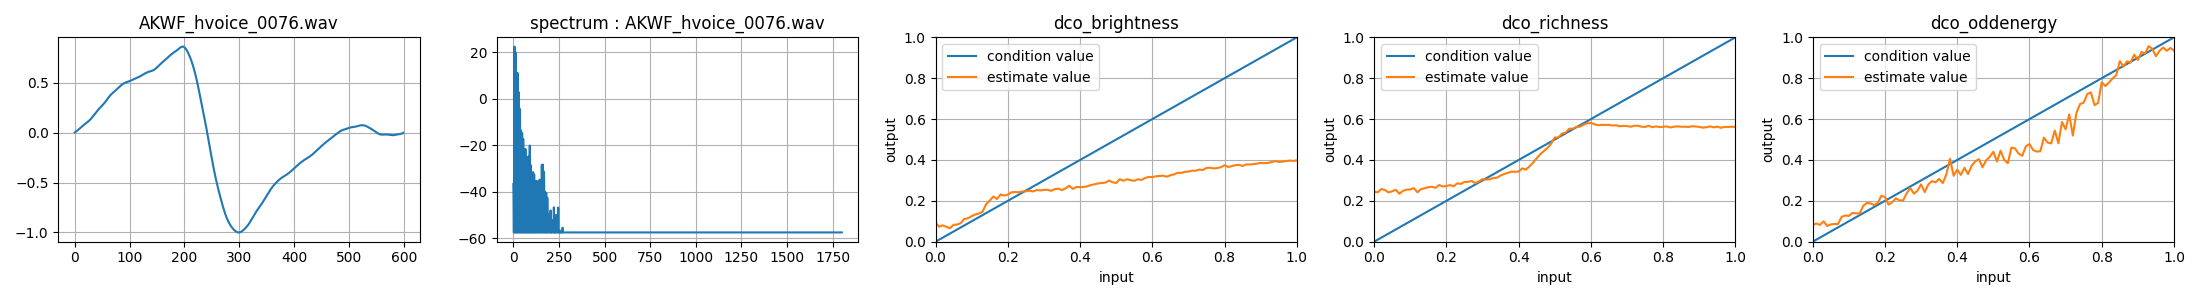 AKWF_hvoice_0076.wav
0.5
0.0
−0.5
−1.0
0 100 200 300 400 500 600
spectrum : AKWF_hvoice_0076.wav
20
0
−20
−40
−60
0 250 500 750 1000 1250 1500 1750
dco_brightness
condition value
estimate value
output
1.0
0.8
0.6
0.4
0.2
0.0
0.0 0.2 0.4 0.6 0.8 1.0
input
dco_richness
condition value
estimate value
output
1.0
0.8
0.6
0.4
0.2
0.0
0.0 0.2 0.4 0.6 0.8 1.0
input
dco_oddenergy
condition value
estimate value
output
1.0
0.8
0.6
0.4
0.2
0.0
0.0 0.2 0.4 0.6 0.8 1.0
input